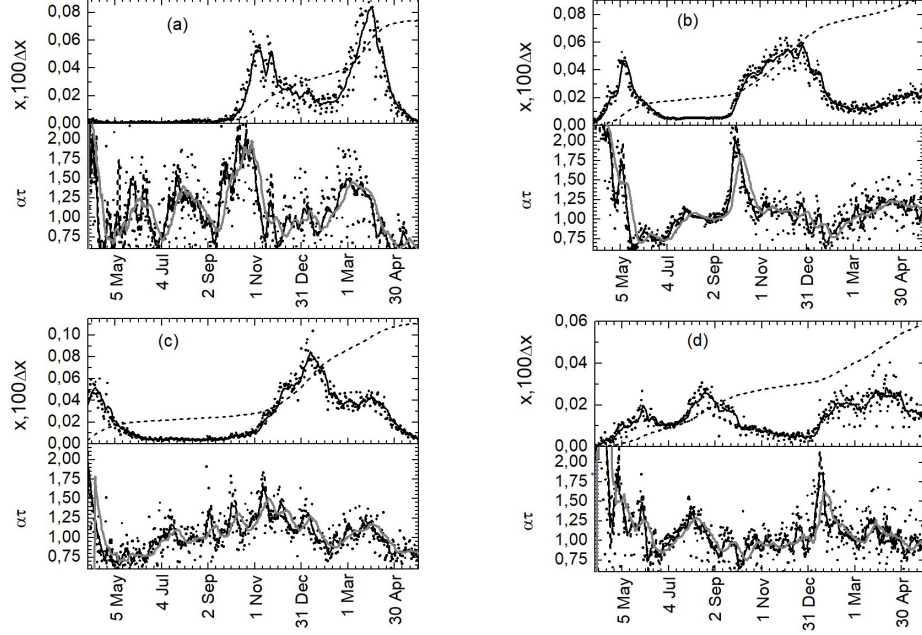 (a)
x,100Δx
0,08
0,04
0,00
ατ
2,00
1,75
1,50
1,25
1,00
0,75
5 May
4 Jul
2 Sep
1 Nov
31 Dec
1 Mar
30 Apr
(b)
x,100Δx
0,08
0,06
0,04
0,02
0,00
ατ
2,00
1,75
1,50
1,25
1,00
0,75
5 May
4 Jul
2 Sep
1 Nov
31 Dec
1 Mar
30 Apr
(c)
x,100Δx
0,10
0,08
0,06
0,04
0,02
0,00
ατ
2,00
1,75
1,50
1,25
1,00
0,75
5 May
4 Jul
2 Sep
1 Nov
31 Dec
1 Mar
30 Apr
(d)
x,100Δx
0,06
0,04
0,02
0,00
ατ
2,00
1,75
1,50
1,25
1,00
0,75
5 May
4 Jul
2 Sep
1 Nov
31 Dec
1 Mar
30 Apr